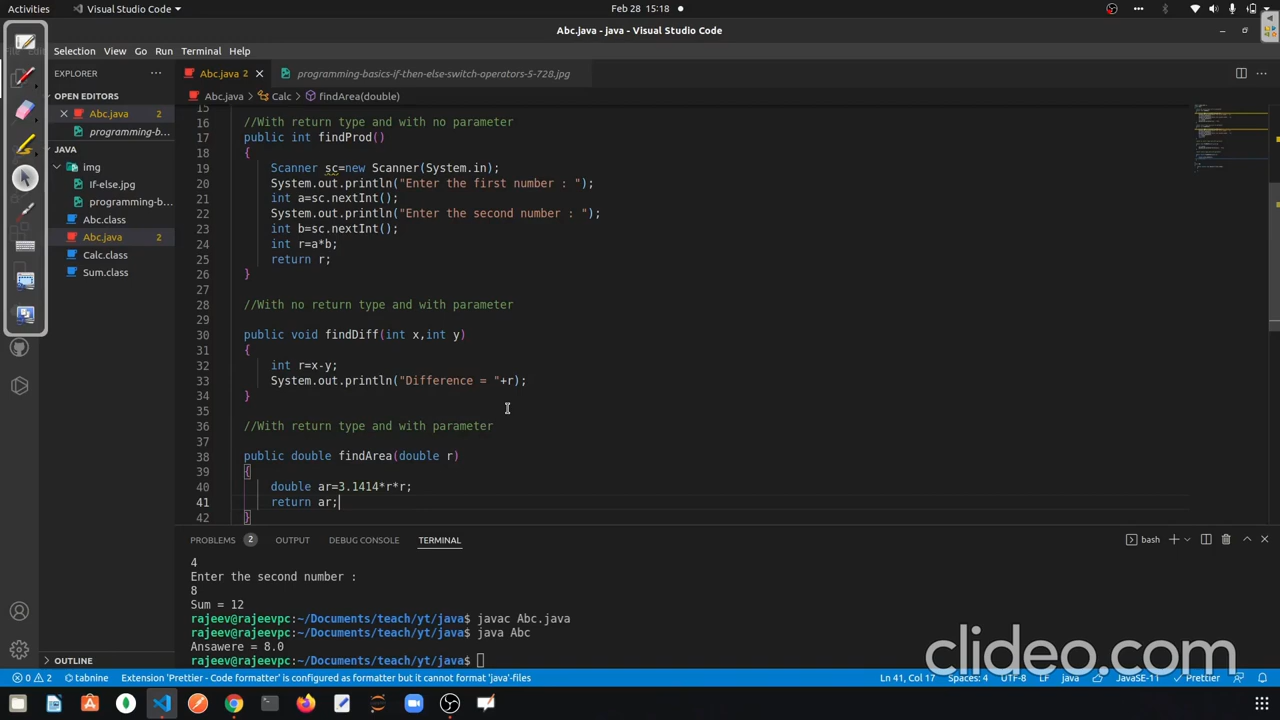 Activities
Visual Studio Code
Feb 28 15:18
Abc.java - java - Visual Studio Code
Selection View Go Run Terminal Help
EXPLORER
Abc.java 2
programming-basics-if-then-else-switch-operators-5-728.jpg
OPEN EDITORS
Abc.java > Calc > findArea(double)
Abc.java 2
programming-b...
JAVA
img
If-else.jpg
programming-b...
Abc.class
Abc.java 2
Calc.class
Sum.class
15
16 //With return type and with no parameter
17 public int findProd()
18 {
19 Scanner sc=new Scanner(System.in);
20 System.out.println("Enter the first number : ");
21 int a=sc.nextInt();
22 System.out.println("Enter the second number : ");
23 int b=sc.nextInt();
24 int r=a*b;
25 return r;
26 }
27
28 //With no return type and with parameter
29
30 public void findDiff(int x,int y)
31 {
32 int r=x-y;
33 System.out.println("Difference = "+r);
34 }
35
36 //With return type and with parameter
37
38 public double findArea(double r)
39 {
40 double ar=3.1414*r*r;
41 return ar;
42 }
PROBLEMS 2 OUTPUT DEBUG CONSOLE TERMINAL
bash
4
Enter the second number :
8
Sum = 12
rajeev@rajeevpc:~/Documents/teach/yt/java$ javac Abc.java
rajeev@rajeevpc:~/Documents/teach/yt/java$ java Abc
Answere = 8.0
rajeev@rajeevpc:~/Documents/teach/yt/java$
clideo.com
OUTLINE
0 2 tabnine Extension 'Prettier - Code formatter' is configured as formatter but it cannot format 'java'-files
Ln 41, Col 17 Spaces: 4 UTF-8 LF java JavaSE-11 Prettier